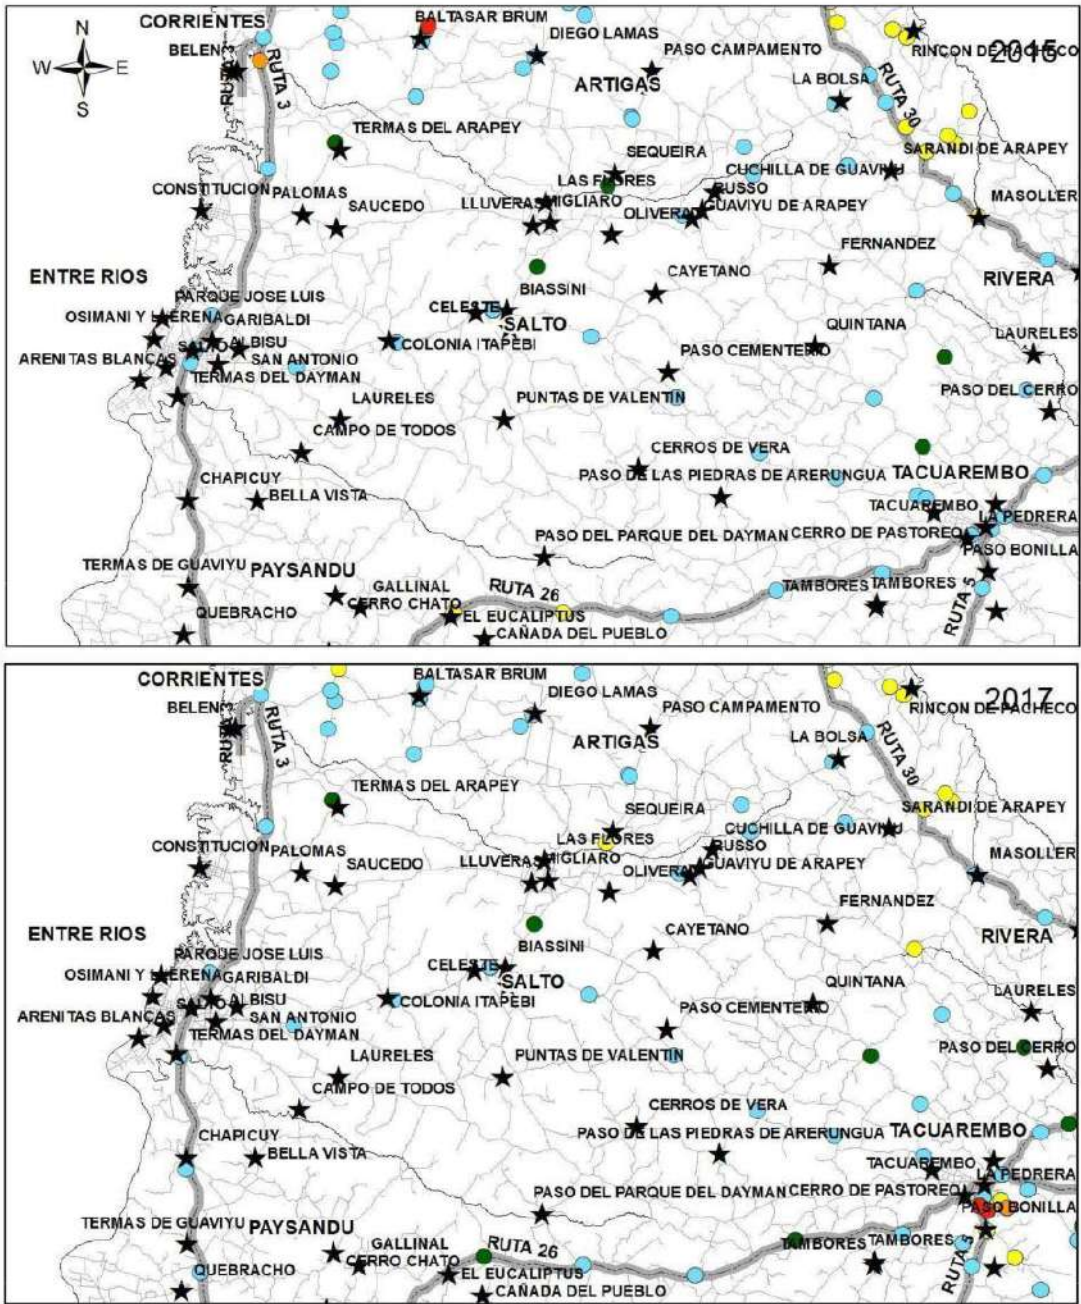 CORRIENTES
BALTASAR BRUM
N
DIEGO LAMAS
BELEN
PASO CAMPAMENTO
RINCON DE PACHECO
2015
W E
RUTA 3
RUTA 3
ARTIGAS
LA BOLSA
RUTA 30
S
TERMAS DEL ARAPEY
SEQUEIRA
SARANDI DE ARAPEY
CUCHILLA DE GUAVIYU
LAS FLORES
RUSSO
CONSTITUCION
PALOMAS
SAUCEDO
LLUVERAS
MIGLIARO
OLIVERA
GUAVIYU DE ARAPEY
MASOLLER
FERNANDEZ
ENTRE RIOS
CAYETANO
RIVERA
PARQUE JOSE LUIS
BIASSINI
OSIMANI Y LLERENA
GARIBALDI
CELESTE
SALTO
QUINTANA
LAURELES
SALTO
ALBISU
COLONIA ITAPEBI
ARENITAS BLANCAS
SAN ANTONIO
PASO CEMENTERIO
TERMAS DEL DAYMAN
PASO DEL CERRO
LAURELES
PUNTAS DE VALENTIN
CAMPO DE TODOS
CERROS DE VERA
CHAPICUY
PASO DE LAS PIEDRAS DE ARERUNGUA
TACUAREMBO
BELLA VISTA
TACUAREMBO
LA PEDRERA
PASO DEL PARQUE DEL DAYMAN
CERRO DE PASTOREO
PASO BONILLA
TERMAS DE GUAVIYU
PAYSANDU
GALLINAL
RUTA 26
TAMBORES
TAMBORES
CERRO CHATO
QUEBRACHO
EL EUCALIPTUS
RUTA 5
CAÑADA DEL PUEBLO
CORRIENTES
BALTASAR BRUM
DIEGO LAMAS
2017
BELEN
PASO CAMPAMENTO
RINCON DE PACHECO
RUTA 3
RUTA 3
ARTIGAS
LA BOLSA
RUTA 30
TERMAS DEL ARAPEY
SEQUEIRA
SARANDI DE ARAPEY
CUCHILLA DE GUAVIYU
LAS FLORES
RUSSO
CONSTITUCION
PALOMAS
SAUCEDO
LLUVERAS
MIGLIARO
OLIVERA
GUAVIYU DE ARAPEY
MASOLLER
FERNANDEZ
ENTRE RIOS
CAYETANO
RIVERA
PARQUE JOSE LUIS
BIASSINI
OSIMANI Y LLERENA
GARIBALDI
CELESTE
SALTO
QUINTANA
LAURELES
SALTO
ALBISU
COLONIA ITAPEBI
ARENITAS BLANCAS
SAN ANTONIO
PASO CEMENTERIO
TERMAS DEL DAYMAN
PASO DEL CERRO
LAURELES
PUNTAS DE VALENTIN
CAMPO DE TODOS
CERROS DE VERA
CHAPICUY
PASO DE LAS PIEDRAS DE ARERUNGUA
TACUAREMBO
BELLA VISTA
TACUAREMBO
LA PEDRERA
PASO DEL PARQUE DEL DAYMAN
CERRO DE PASTOREO
PASO BONILLA
TERMAS DE GUAVIYU
PAYSANDU
GALLINAL
RUTA 26
TAMBORES
TAMBORES
CERRO CHATO
QUEBRACHO
EL EUCALIPTUS
RUTA 5
CAÑADA DEL PUEBLO